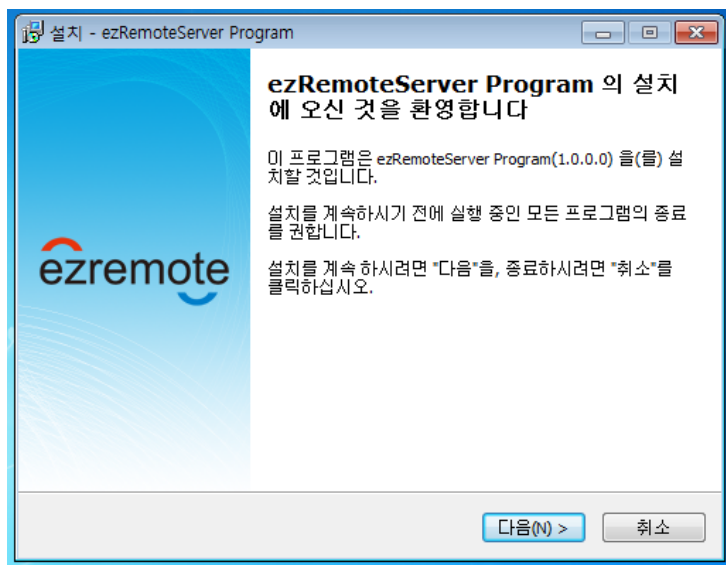 설치 - ezRemoteServer Program
ezRemoteServer Program 의 설치
에 오신 것을 환영합니다
이 프로그램은 ezRemoteServer Program(1.0.0.0) 을(를) 설
치할 것입니다.
설치를 계속하시기 전에 실행 중인 모든 프로그램의 종료
를 권합니다.
설치를 계속 하시려면 "다음"을, 종료하시려면 "취소"를
클릭하십시오.
ezremote
다음(N) >
취소